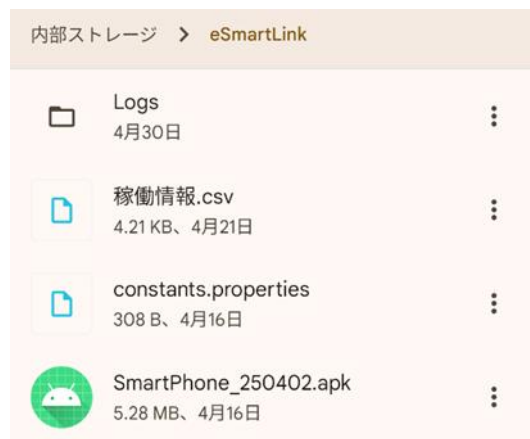 内部ストレージ > eSmartLink
Logs
4月30日
稼働情報.csv
4.21 KB、4月21日
constants.properties
308 B、4月16日
SmartPhone_250402.apk
5.28 MB、4月16日